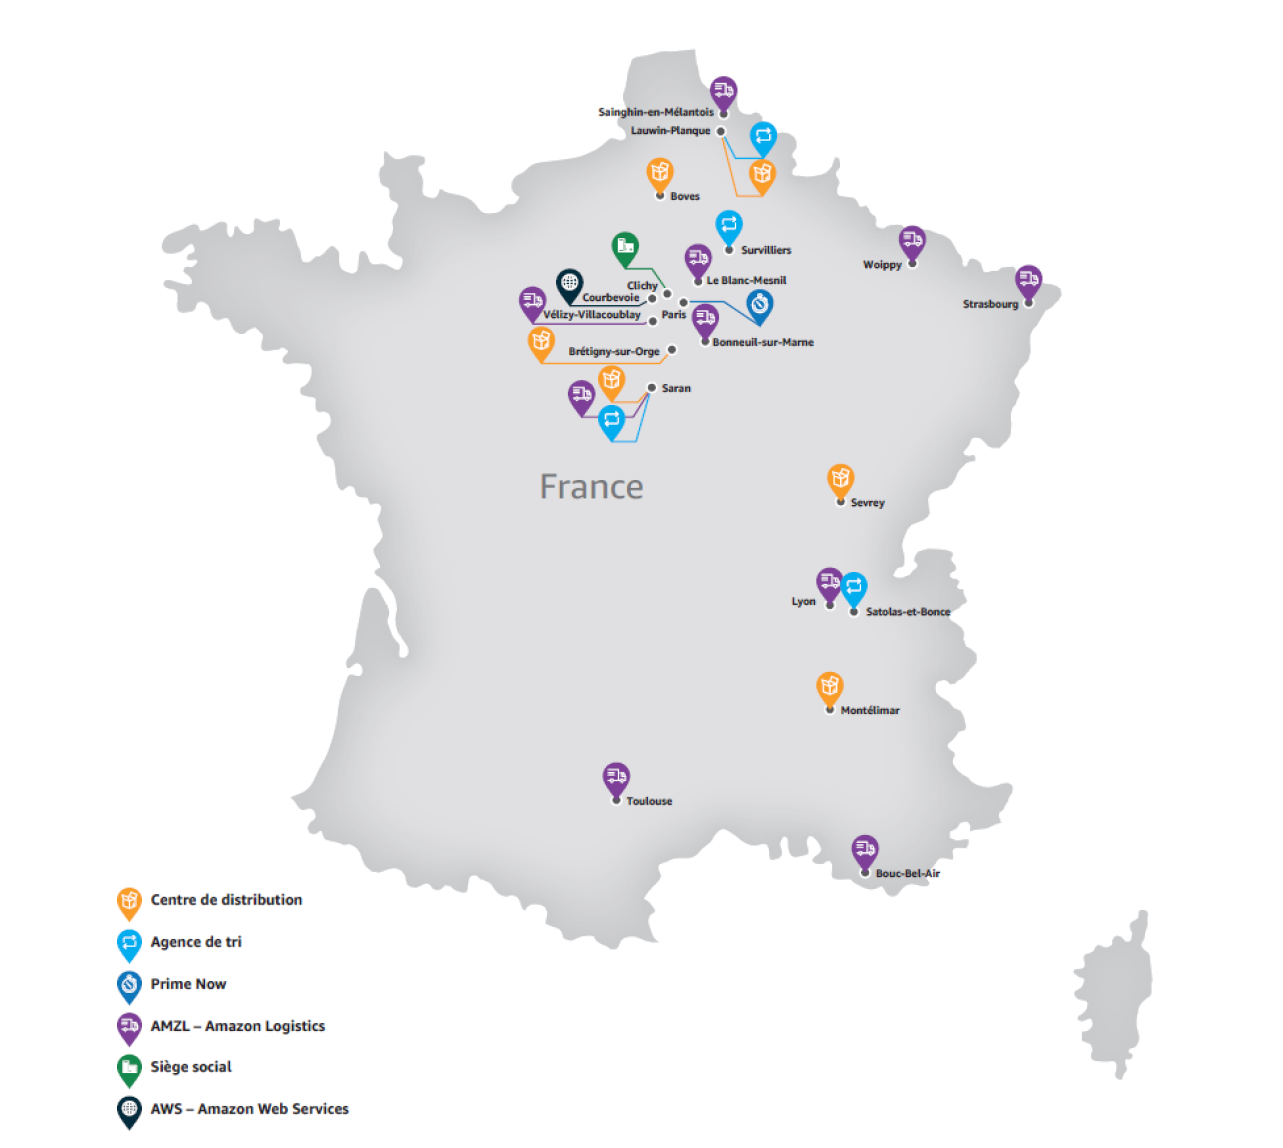 Sainghin-en-Mélantois
Lauwin-Planque
Boves
Survilliers
Woippy
Le Blanc-Mesnil
Clichy
Courbevoie
Strasbourg
Vélizy-Villacoublay
Paris
Bonneuil-sur-Marne
Brétigny-sur-Orge
Saran
France
Sevrey
Lyon
Satolas-et-Bonce
Montélimar
Toulouse
Bouc-Bel-Air
Centre de distribution
Agence de tri
Prime Now
AMZL – Amazon Logistics
Siège social
AWS – Amazon Web Services